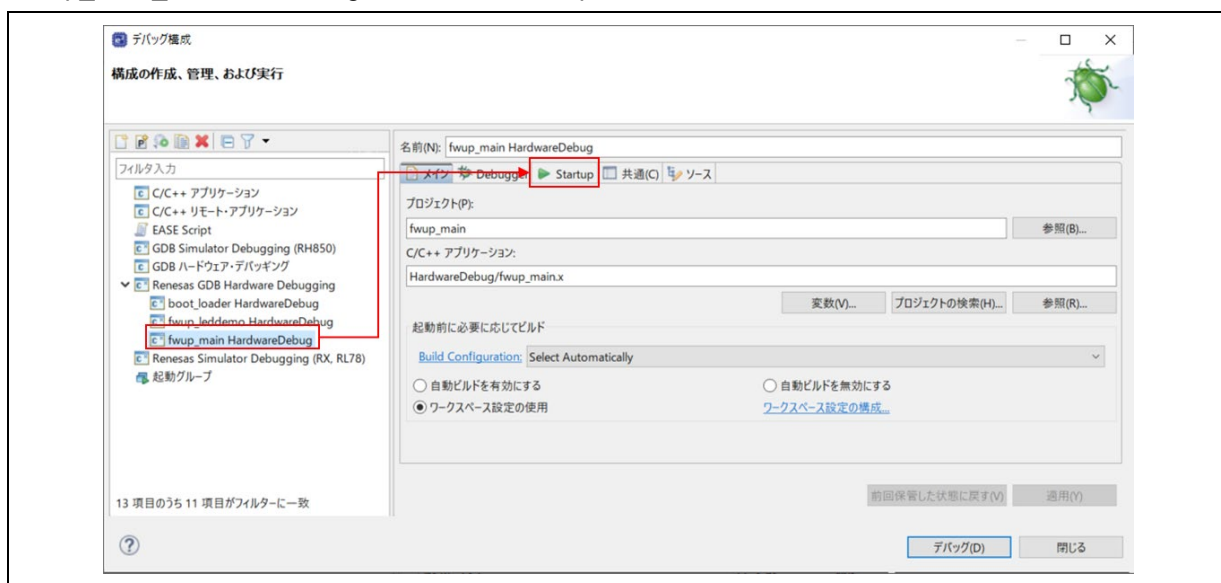 デバッグ構成
構成の作成、管理、および実行
フィルタ入力
C/C++ アプリケーション
C/C++ リモート・アプリケーション
EASE Script
GDB Simulator Debugging (RH850)
GDB ハードウェア・デバッギング
Renesas GDB Hardware Debugging
boot_loader HardwareDebug
fwup_leddemo HardwareDebug
fwup_main HardwareDebug
Renesas Simulator Debugging (RX, RL78)
起動グループ
13 項目のうち 11 項目がフィルターに一致
名前(N): fwup_main HardwareDebug
メイン Debugger Startup 共通(C) ソース
プロジェクト(P):
fwup_main 参照(B)...
C/C++ アプリケーション:
HardwareDebug/fwup_main.x
変数(V)... プロジェクトの検索(H)... 参照(R)...
起動前に必要に応じてビルド
Build Configuration: Select Automatically
自動ビルドを有効にする 自動ビルドを無効にする
ワークスペース設定の使用 ワークスペース設定の構成...
前回保管した状態に戻す(V) 適用(Y)
デバッグ(D) 閉じる